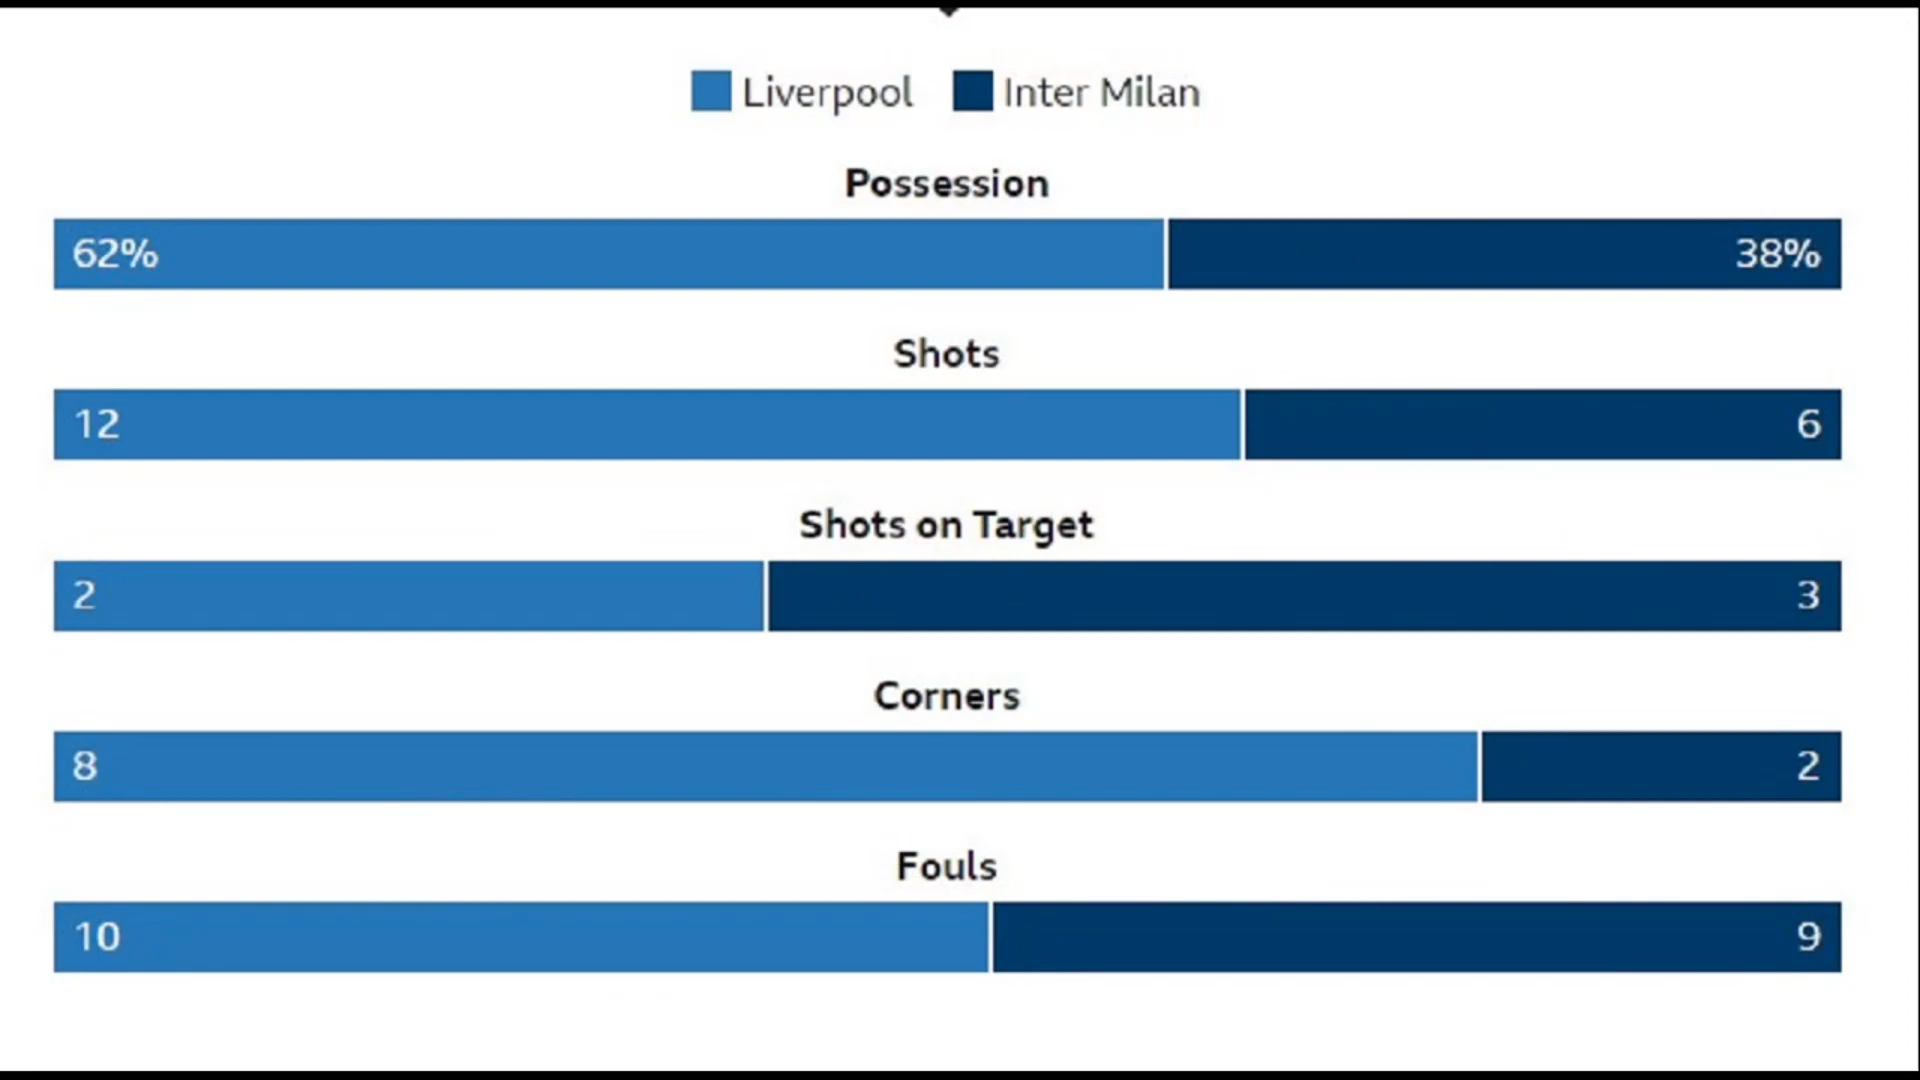 Liverpool Inter Milan
Possession
62% 38%
Shots
12 6
Shots on Target
2 3
Corners
8 2
Fouls
10 9